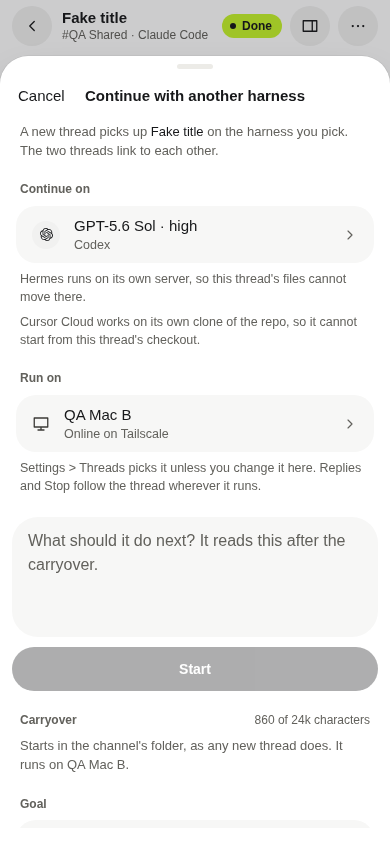 Fake title
#QA Shared · Claude Code
Done
Cancel
Continue with another harness
A new thread picks up Fake title on the harness you pick.
The two threads link to each other.
Continue on
GPT-5.6 Sol · high
Codex
Hermes runs on its own server, so this thread's files cannot
move there.
Cursor Cloud works on its own clone of the repo, so it cannot
start from this thread's checkout.
Run on
QA Mac B
Online on Tailscale
Settings > Threads picks it unless you change it here. Replies
and Stop follow the thread wherever it runs.
What should it do next? It reads this after the
carryover.
Start
Carryover
860 of 24k characters
Starts in the channel's folder, as any new thread does. It
runs on QA Mac B.
Goal